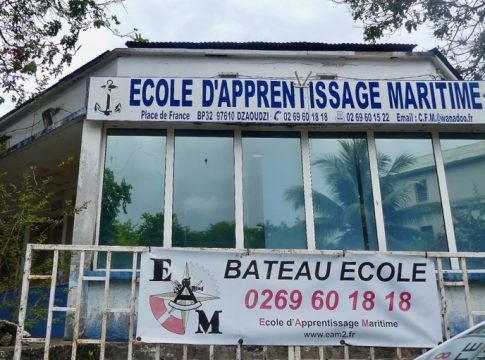 ECOLE D'APPRENTISSAGE MARITIME
Place de France BP32 97610 DZAOUDZI 02 69 60 18 18 02 69 60 15 22 Email : C.F.M.@wanadoo.fr
E A M
BATEAU ECOLE
0269 60 18 18
Ecole d'Apprentissage Maritime
www.eam2.fr